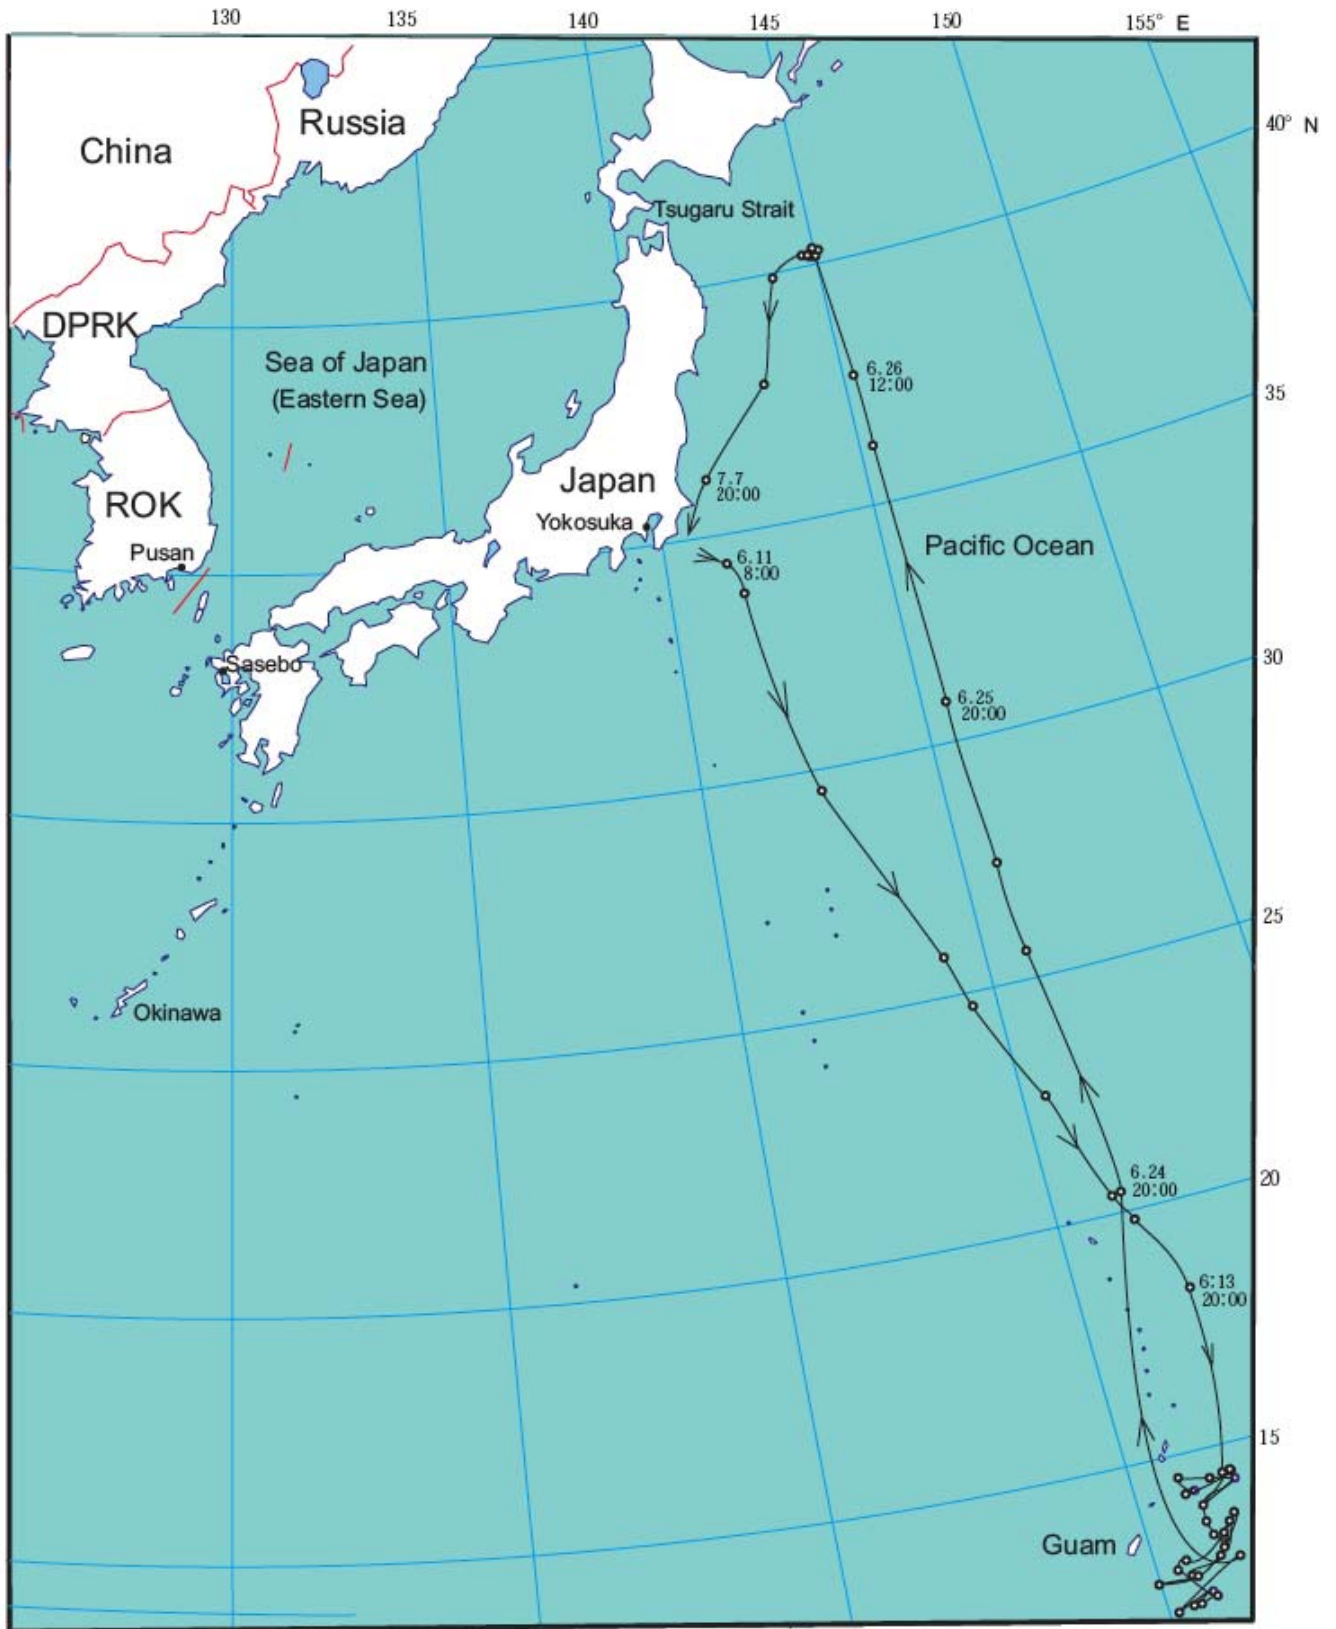 130 135 140 145 150 155° E
40° N
Russia
China
Tsugaru Strait
DPRK
Sea of Japan
(Eastern Sea)
6.26
12:00
35
Japan
7.7
20:00
ROK
Yokosuka
Pacific Ocean
Pusan
6.11
8:00
30
Sasebo
6.25
20:00
25
Okinawa
6.24
20:00
20
6:13
20:00
15
Guam